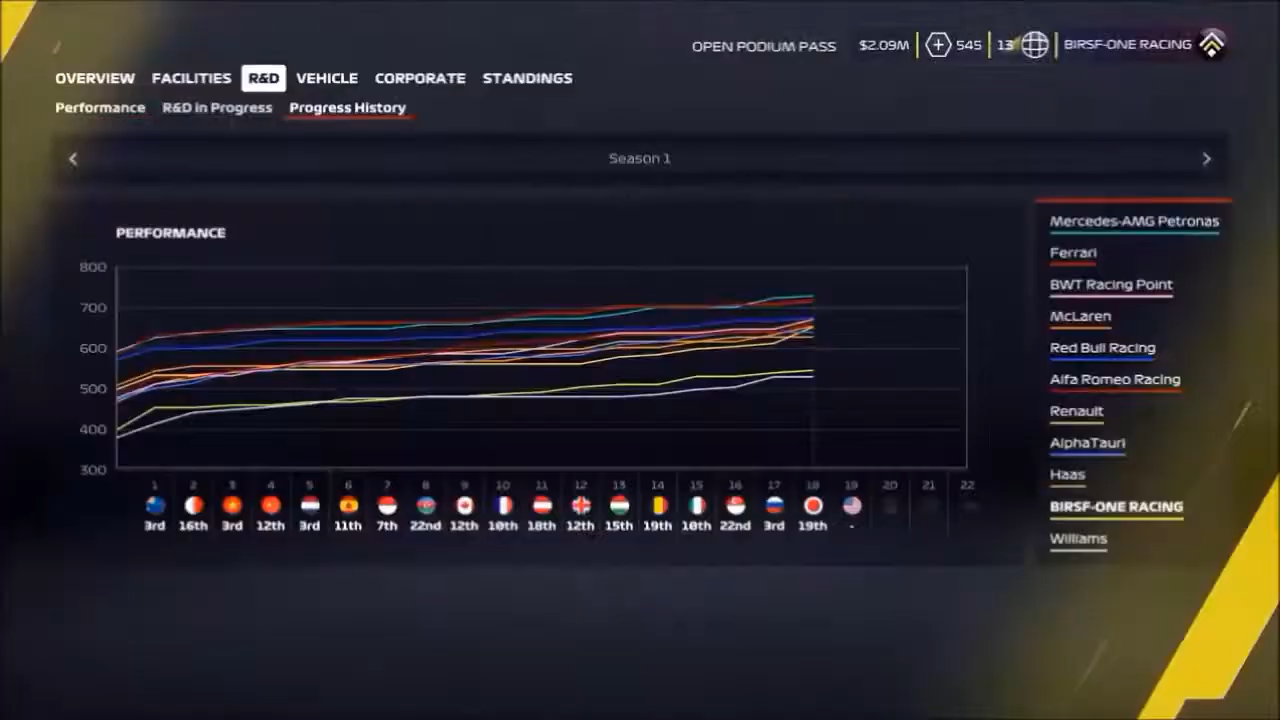 OPEN PODIUM PASS $2.09M 545 13 BIRSF-ONE RACING
OVERVIEW FACILITIES R&D VEHICLE CORPORATE STANDINGS
Performance R&D in Progress Progress History
Season 1
PERFORMANCE
800
700
600
500
400
300
1 2 3 4 5 6 7 8 9 10 11 12 13 14 15 16 17 18 19 20 21 22
3rd 16th 3rd 12th 3rd 11th 7th 22nd 12th 10th 18th 12th 15th 19th 10th 22nd 3rd 19th -
Mercedes-AMG Petronas
Ferrari
BWT Racing Point
McLaren
Red Bull Racing
Alfa Romeo Racing
Renault
AlphaTauri
Haas
BIRSF-ONE RACING
Williams